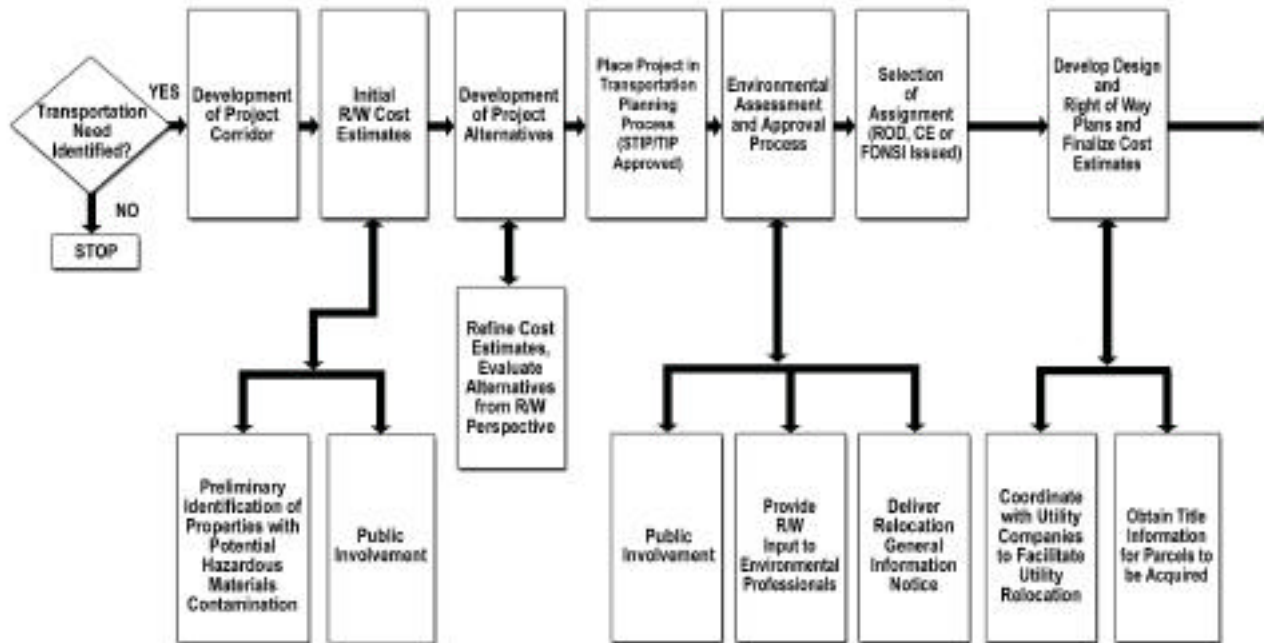 Transportation
Need
Identified?
YES
NO
STOP
Development
of Project
Corridor
Initial
R/W Cost
Estimates
Development
of Project
Alternatives
Place Project in
Transportation
Planning
Process
(STIP/TIP
Approved)
Environmental
Assessment
and Approval
Process
Selection
of
Assignment
(ROD, CE or
FONSI Issued)
Develop Design
and
Right of Way
Plans and
Finalize Cost
Estimates
Preliminary
Identification of
Properties with
Potential
Hazardous
Materials
Contamination
Public
Involvement
Refine Cost
Estimates,
Evaluate
Alternatives
from R/W
Perspective
Public
Involvement
Provide
R/W
Input to
Environmental
Professionals
Deliver
Relocation
General
Information
Notice
Coordinate
with Utility
Companies
to Facilitate
Utility
Relocation
Obtain Title
Information
for Parcels to
be Acquired